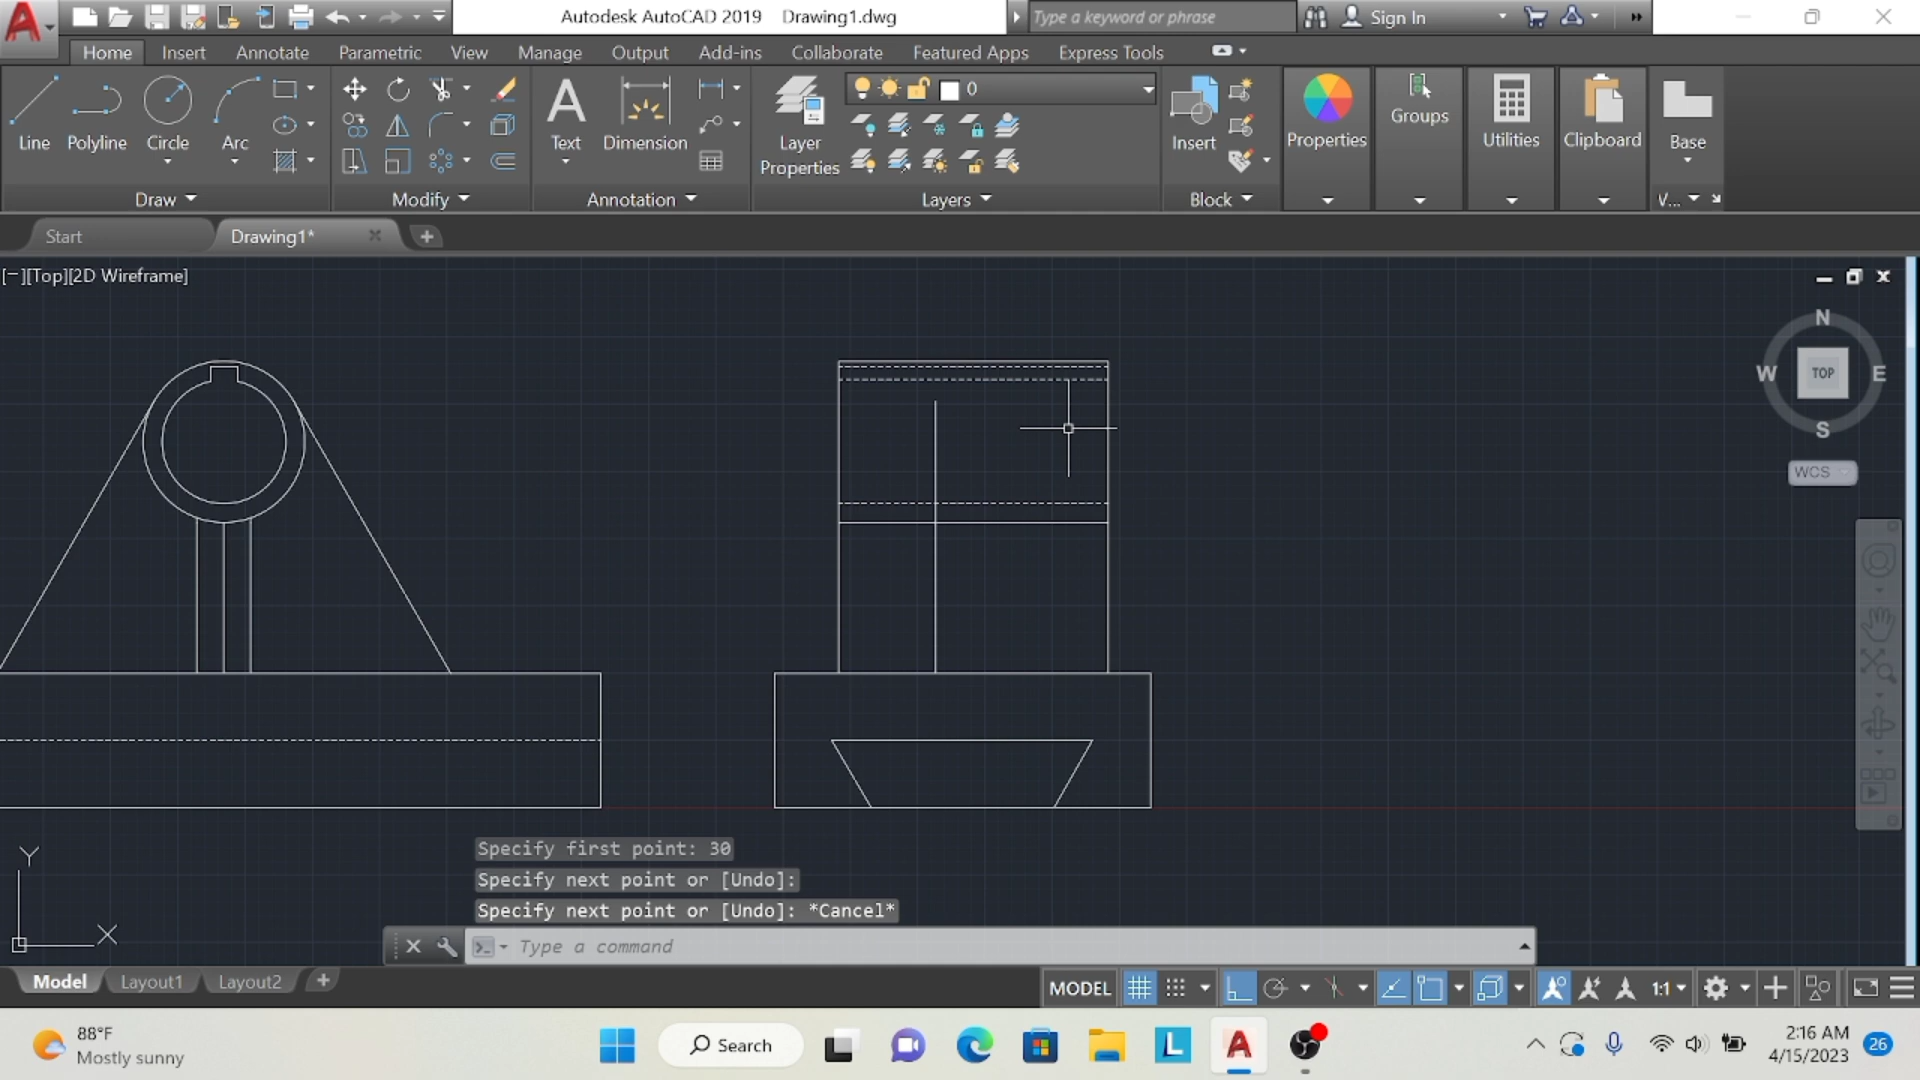 Autodesk AutoCAD 2019 Drawing1.dwg
Type a keyword or phrase
Sign In
Home Insert Annotate Parametric View Manage Output Add-ins Collaborate Featured Apps Express Tools
0
Line Polyline Circle Arc
Text Dimension
Layer
Properties
Insert
Properties
Groups
Utilities
Clipboard
Base
Draw Modify Annotation Layers Block V...
Start Drawing1*
[−][Top][2D Wireframe]
N
W TOP E
S
WCS
Y
X
Specify first point: 30
Specify next point or [Undo]:
Specify next point or [Undo]: *Cancel*
Type a command
Model Layout1 Layout2
MODEL 1:1
88°F
Mostly sunny
Search
2:16 AM
4/15/2023
26